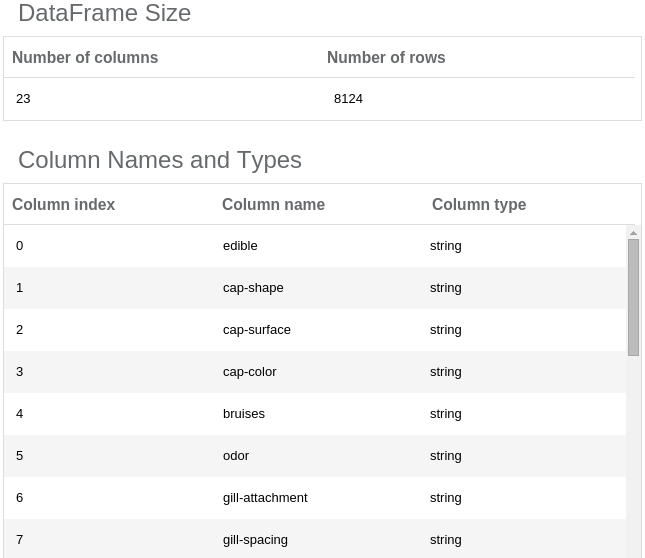 DataFrame Size
Number of columns Number of rows
23 8124
Column Names and Types
Column index Column name Column type
0 edible string
1 cap-shape string
2 cap-surface string
3 cap-color string
4 bruises string
5 odor string
6 gill-attachment string
7 gill-spacing string